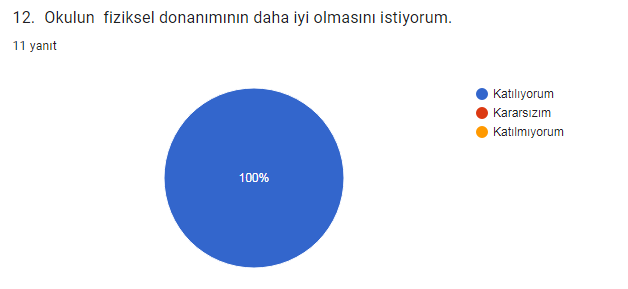 12. Okulun fiziksel donanımının daha iyi olmasını istiyorum.
11 yanıt
Katılıyorum
Kararsızım
Katılmıyorum
100%